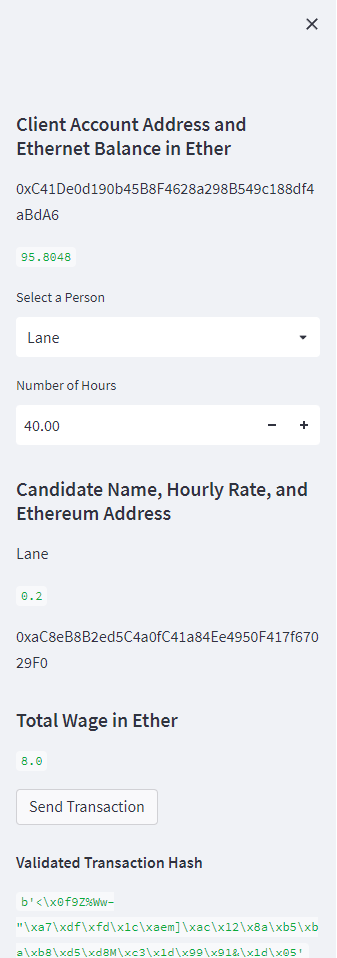 Client Account Address and
Ethernet Balance in Ether
0xC41De0d190b45B8F4628a298B549c188df4
aBdA6
95.8048
Select a Person
Lane
Number of Hours
40.00
Candidate Name, Hourly Rate, and
Ethereum Address
Lane
0.2
0xaC8eB8B2ed5C4a0fC41a84Ee4950F417f670
29F0
Total Wage in Ether
8.0
Send Transaction
Validated Transaction Hash
b'<\x0f9Z%Ww~
"\xa7\xdf\xfd\x1c\xaem]\xac\x12\x8a\xb5\xb
a\xb8\xd5\xd8M\xc3\x1d\x99\x91&\x1d\x05'